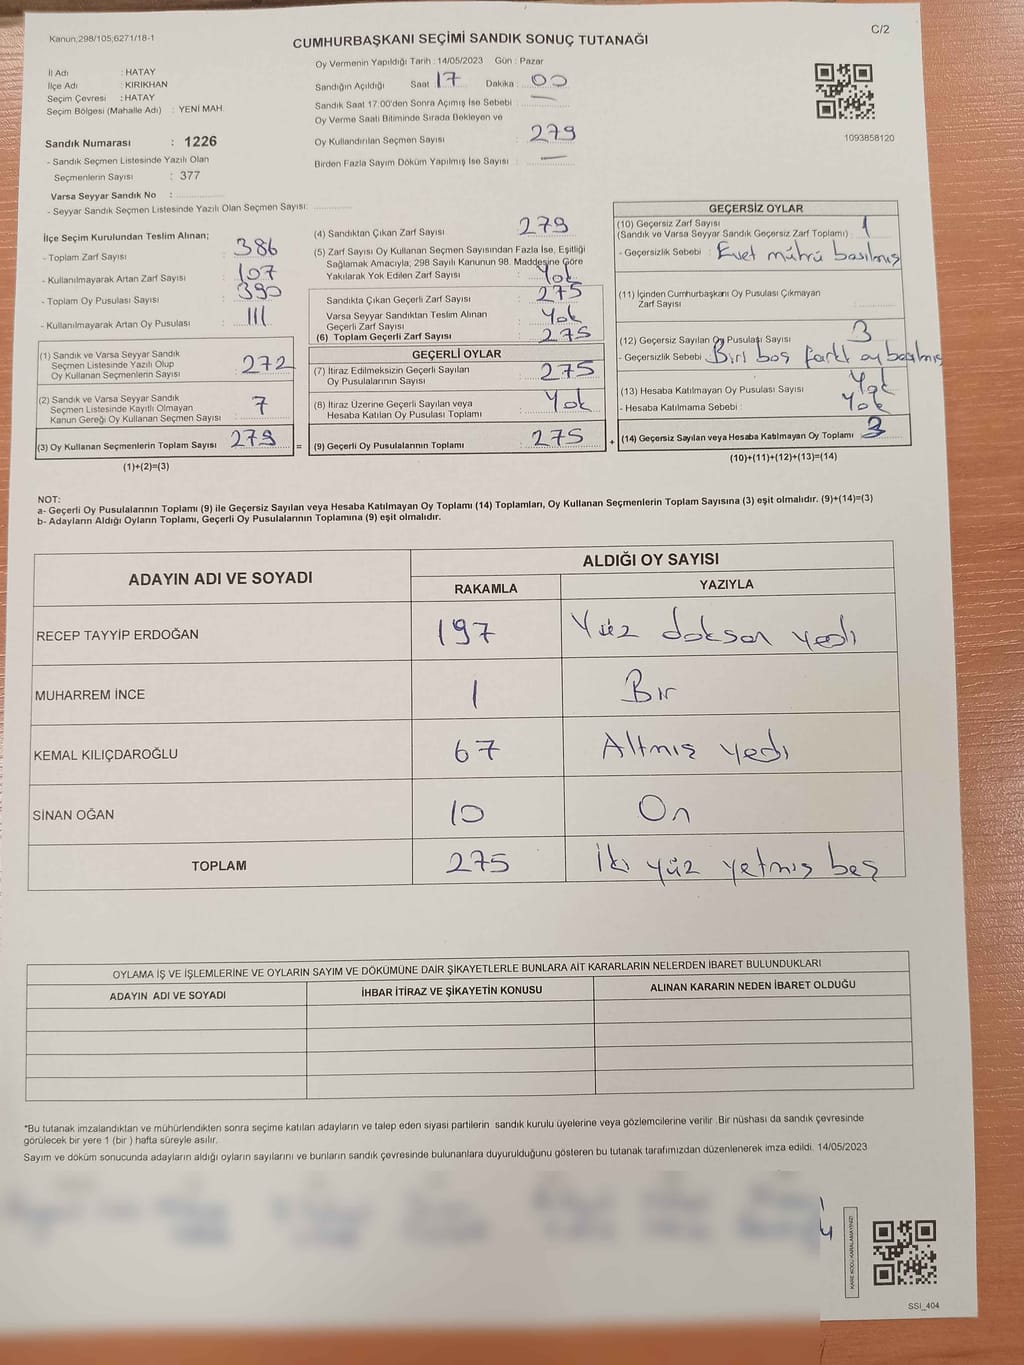 Kanun,298/105;6271/18-1
C/2
CUMHURBAŞKANI SEÇİMİ SANDIK SONUÇ TUTANAĞI
Oy Vermenin Yapıldığı Tarih : 14/05/2023 Gün : Pazar
İl Adı : HATAY
İlçe Adı : KIRIKHAN
Seçim Çevresi : HATAY
Seçim Bölgesi (Mahalle Adı) : YENİ MAH.
Sandık Numarası : 1226
- Sandık Seçmen Listesinde Yazılı Olan
Seçmenlerin Sayısı : 377
Varsa Seyyar Sandık No :
- Seyyar Sandık Seçmen Listesinde Yazılı Olan Seçmen Sayısı:
Sandığın Açıldığı Saat 17 Dakika : 00
Sandık Saat 17.00'den Sonra Açımış İse Sebebi : —
Oy Verme Saati Bitiminde Sırada Bekleyen ve
Oy Kullandırılan Seçmen Sayısı : 279
Birden Fazla Sayım Döküm Yapılmış İse Sayısı : —
1093858120
İlçe Seçim Kurulundan Teslim Alınan;
- Toplam Zarf Sayısı : 386
- Kullanılmayarak Artan Zarf Sayısı : 107
- Toplam Oy Pusulası Sayısı : 390
- Kullanılmayarak Artan Oy Pusulası : 111
(1) Sandık ve Varsa Seyyar Sandık
Seçmen Listesinde Yazılı Olup
Oy Kullanan Seçmenlerin Sayısı : 272
(2) Sandık ve Varsa Seyyar Sandık
Seçmen Listesinde Kayıtlı Olmayan
Kanun Gereği Oy Kullanan Seçmen Sayısı : 7
(3) Oy Kullanan Seçmenlerin Toplam Sayısı 279
(1)+(2)=(3)
(4) Sandıktan Çıkan Zarf Sayısı : 279
(5) Zarf Sayısı Oy Kullanan Seçmen Sayısından Fazla İse, Eşitliği
Sağlamak Amacıyla; 298 Sayılı Kanunun 98. Maddesine Göre
Yakılarak Yok Edilen Zarf Sayısı : Yok
Sandıkta Çıkan Geçerli Zarf Sayısı : 275
Varsa Seyyar Sandıktan Teslim Alınan
Geçerli Zarf Sayısı : Yok
(6) Toplam Geçerli Zarf Sayısı : 275
GEÇERLİ OYLAR
(7) İtiraz Edilmeksizin Geçerli Sayılan
Oy Pusulalarının Sayısı : 275
(8) İtiraz Üzerine Geçerli Sayılan veya
Hesaba Katılan Oy Pusulası Toplamı : Yok
= (9) Geçerli Oy Pusulalarının Toplamı : 275 +
GEÇERSİZ OYLAR
(10) Geçersiz Zarf Sayısı
(Sandık ve Varsa Seyyar Sandık Geçersiz Zarf Toplamı) : 1
- Geçersizlik Sebebi : Evet mührü basılmış
(11) İçinden Cumhurbaşkanı Oy Pusulası Çıkmayan
Zarf Sayısı
(12) Geçersiz Sayılan Oy Pusulası Sayısı : 3
- Geçersizlik Sebebi : Biri boş farklı oy basılmış
(13) Hesaba Katılmayan Oy Pusulası Sayısı : Yok
- Hesaba Katılmama Sebebi : Yok
(14) Geçersiz Sayılan veya Hesaba Katılmayan Oy Toplamı : 3
(10)+(11)+(12)+(13)=(14)
NOT:
a- Geçerli Oy Pusulalarının Toplamı (9) ile Geçersiz Sayılan veya Hesaba Katılmayan Oy Toplamı (14) Toplamları, Oy Kullanan Seçmenlerin Toplam Sayısına (3) eşit olmalıdır. (9)+(14)=(3)
b- Adayların Aldığı Oyların Toplamı, Geçerli Oy Pusulalarının Toplamına (9) eşit olmalıdır.
ADAYIN ADI VE SOYADI
ALDIĞI OY SAYISI
RAKAMLA YAZIYLA
RECEP TAYYİP ERDOĞAN 197 Yüz doksan yedi
MUHARREM İNCE 1 Bir
KEMAL KILIÇDAROĞLU 67 Altmış yedi
SİNAN OĞAN 10 On
TOPLAM 275 İki yüz yetmiş beş
OYLAMA İŞ VE İŞLEMLERİNE VE OYLARIN SAYIM VE DÖKÜMÜNE DAİR ŞİKAYETLERLE BUNLARA AİT KARARLARIN NELERDEN İBARET BULUNDUKLARI
ADAYIN ADI VE SOYADI İHBAR İTİRAZ VE ŞİKAYETİN KONUSU ALINAN KARARIN NEDEN İBARET OLDUĞU
*Bu tutanak imzalandıktan ve mühürlendikten sonra seçime katılan adayların ve talep eden siyasi partilerin sandık kurulu üyelerine veya gözlemcilerine verilir .Bir nüshası da sandık çevresinde
görülecek bir yere 1 (bir ) hafta süreyle asılır.
Sayım ve döküm sonucunda adayların aldığı oyların sayılarını ve bunların sandık çevresinde bulunanlara duyurulduğunu gösteren bu tutanak tarafımızdan düzenlenerek imza edildi. 14/05/2023
KARE KODU KARALAMAYINIZ!
SSI_404